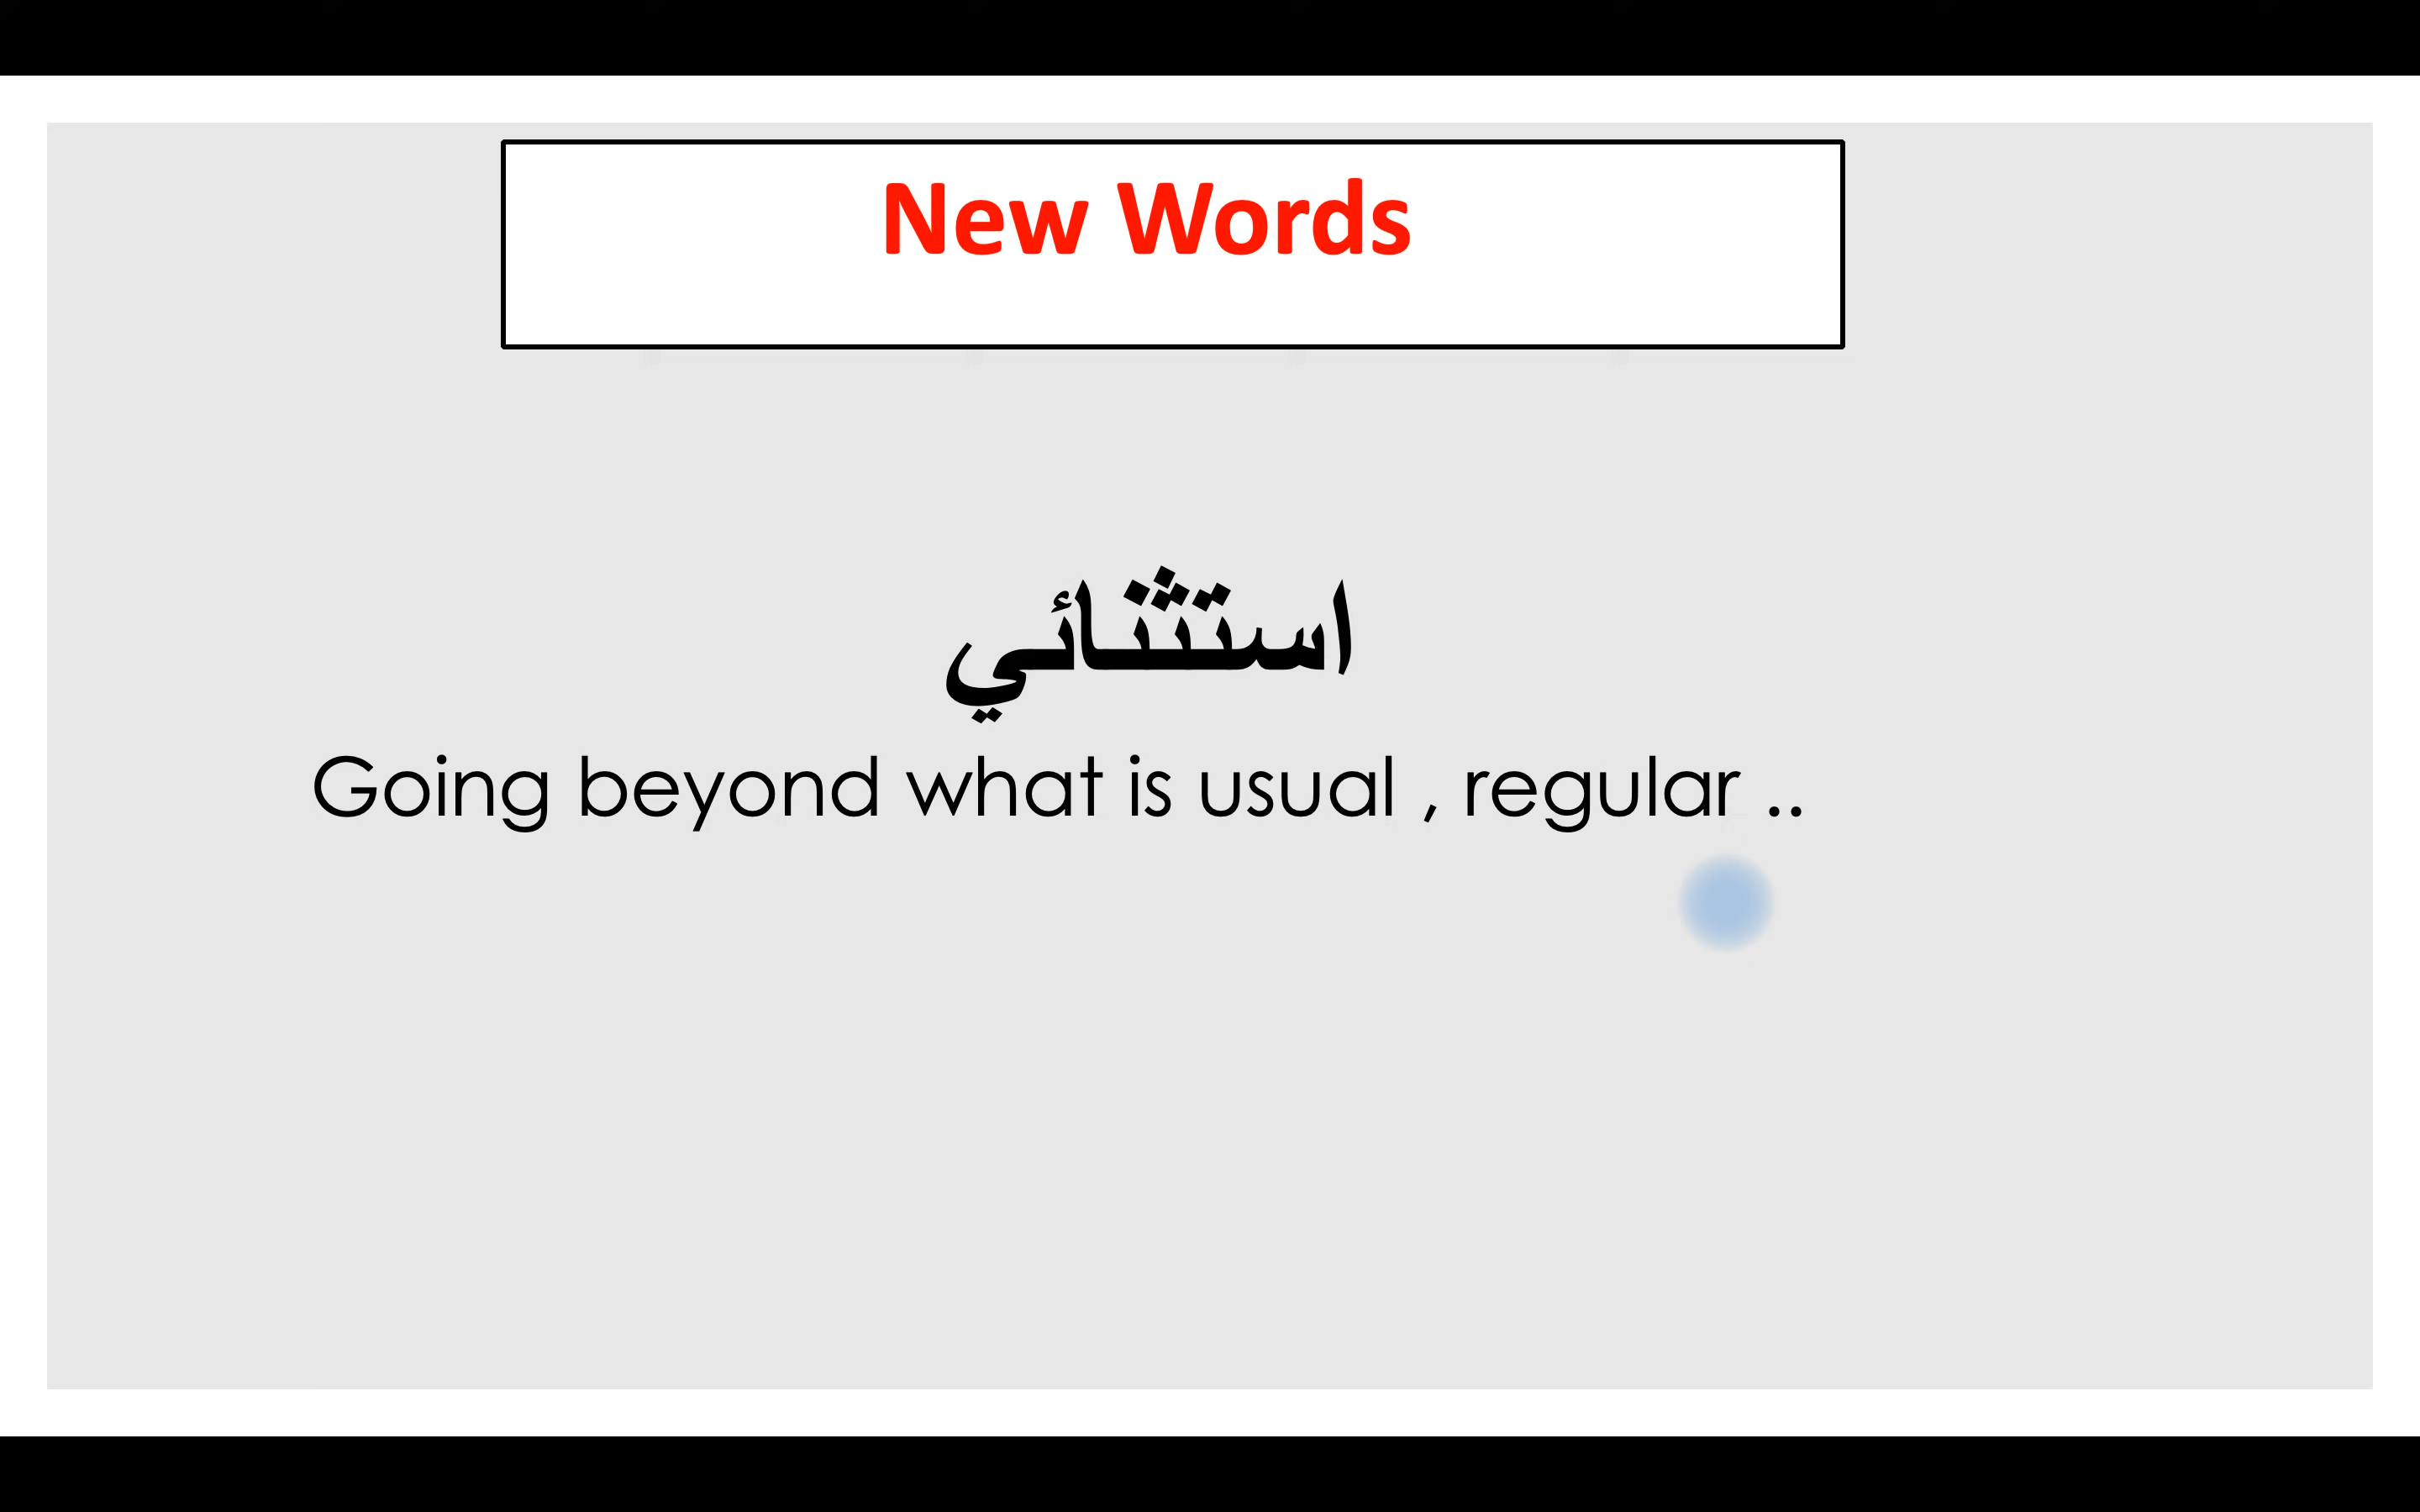 New Words
استثنائي
Going beyond what is usual , regular ..